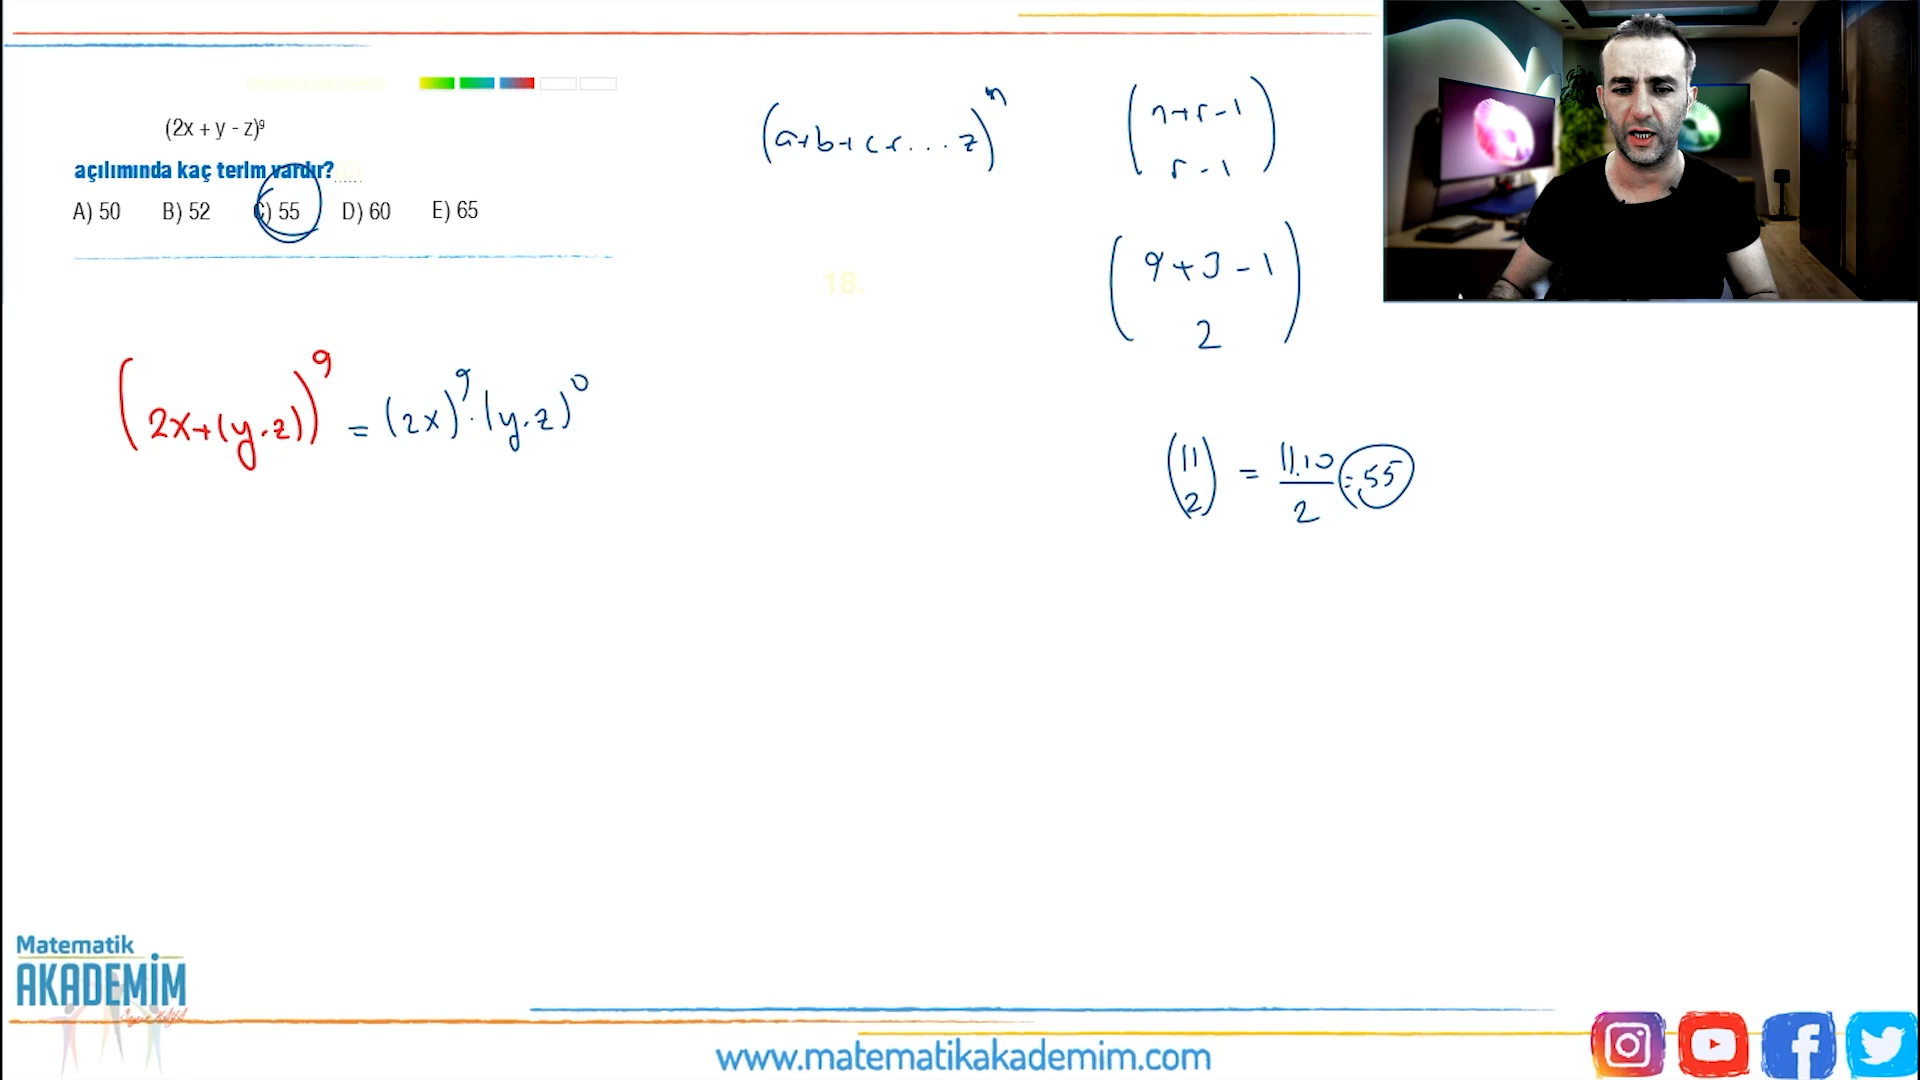 (2x + y - z)⁹
açılımında kaç terim vardır?
A) 50 B) 52 C) 55 D) 60 E) 65
(a+b+c+...z)ⁿ
(n+r-1
r-1)
(9+3-1
2)
16.
(2x+(y-z))⁹ = (2x)⁹.(y-z)⁰
(11
2) = 11.10/2 = 55
Matematik
AKADEMİM
www.matematikakademim.com